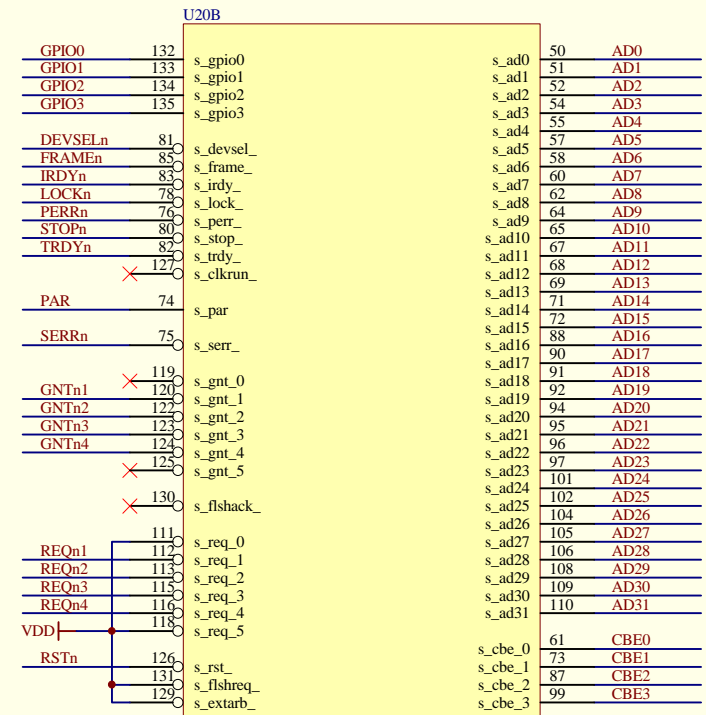 U20B
GPIO0 132 s_gpio0 s_ad0 50 AD0
GPIO1 133 s_gpio1 s_ad1 51 AD1
GPIO2 134 s_gpio2 s_ad2 52 AD2
GPIO3 135 s_gpio3 s_ad3 54 AD3
s_ad4 55 AD4
DEVSELn 81 s_devsel_ s_ad5 57 AD5
FRAMEn 85 s_frame_ s_ad6 58 AD6
IRDYn 83 s_irdy_ s_ad7 60 AD7
LOCKn 78 s_lock_ s_ad8 62 AD8
PERRn 76 s_perr_ s_ad9 64 AD9
STOPn 80 s_stop_ s_ad10 65 AD10
TRDYn 82 s_trdy_ s_ad11 67 AD11
127 s_clkrun_ s_ad12 68 AD12
s_ad13 69 AD13
PAR 74 s_par s_ad14 71 AD14
s_ad15 72 AD15
SERRn 75 s_serr_ s_ad16 88 AD16
s_ad17 90 AD17
119 s_gnt_0 s_ad18 91 AD18
GNTn1 120 s_gnt_1 s_ad19 92 AD19
GNTn2 122 s_gnt_2 s_ad20 94 AD20
GNTn3 123 s_gnt_3 s_ad21 95 AD21
GNTn4 124 s_gnt_4 s_ad22 96 AD22
125 s_gnt_5 s_ad23 97 AD23
s_ad24 101 AD24
130 s_flshack_ s_ad25 102 AD25
s_ad26 104 AD26
111 s_req_0 s_ad27 105 AD27
REQn1 112 s_req_1 s_ad28 106 AD28
REQn2 113 s_req_2 s_ad29 108 AD29
REQn3 115 s_req_3 s_ad30 109 AD30
REQn4 116 s_req_4 s_ad31 110 AD31
VDD 118 s_req_5
s_cbe_0 61 CBE0
RSTn 126 s_rst_ s_cbe_1 73 CBE1
131 s_flshreq_ s_cbe_2 87 CBE2
129 s_extarb_ s_cbe_3 99 CBE3